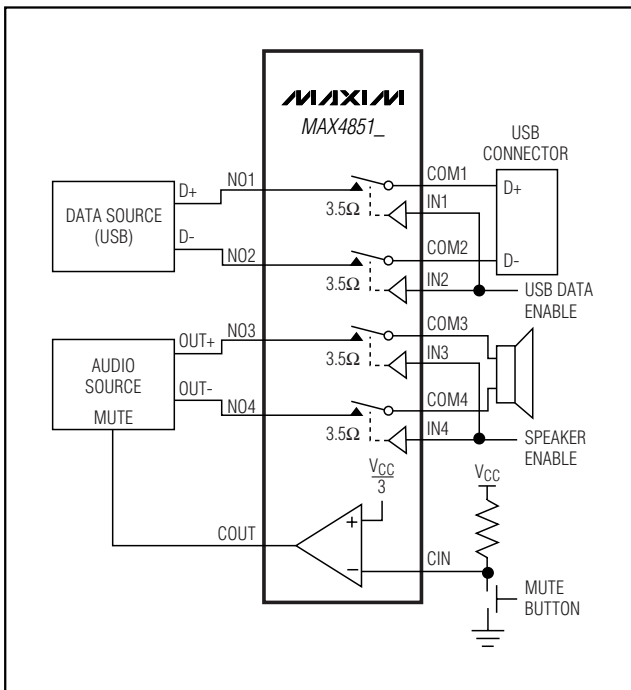 MAXIM
MAX4851_
USB
CONNECTOR
DATA SOURCE
(USB)
D+
D-
NO1
NO2
3.5Ω
3.5Ω
COM1
IN1
COM2
IN2
D+
D-
USB DATA
ENABLE
AUDIO
SOURCE
MUTE
OUT+
OUT-
NO3
NO4
3.5Ω
3.5Ω
COM3
IN3
COM4
IN4
SPEAKER
ENABLE
VCC
3
+
−
COUT
CIN
VCC
MUTE
BUTTON